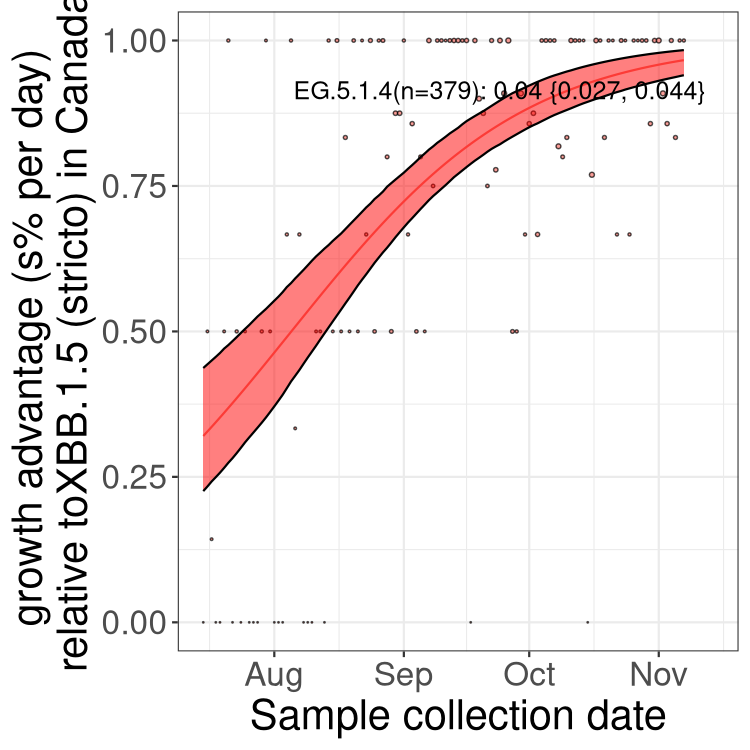 growth advantage (s% per day)
relative toXBB.1.5 (stricto) in Canada
1.00
0.75
0.50
0.25
0.00
EG.5.1.4(n=379): 0.04 {0.027, 0.044}
Aug Sep Oct Nov
Sample collection date